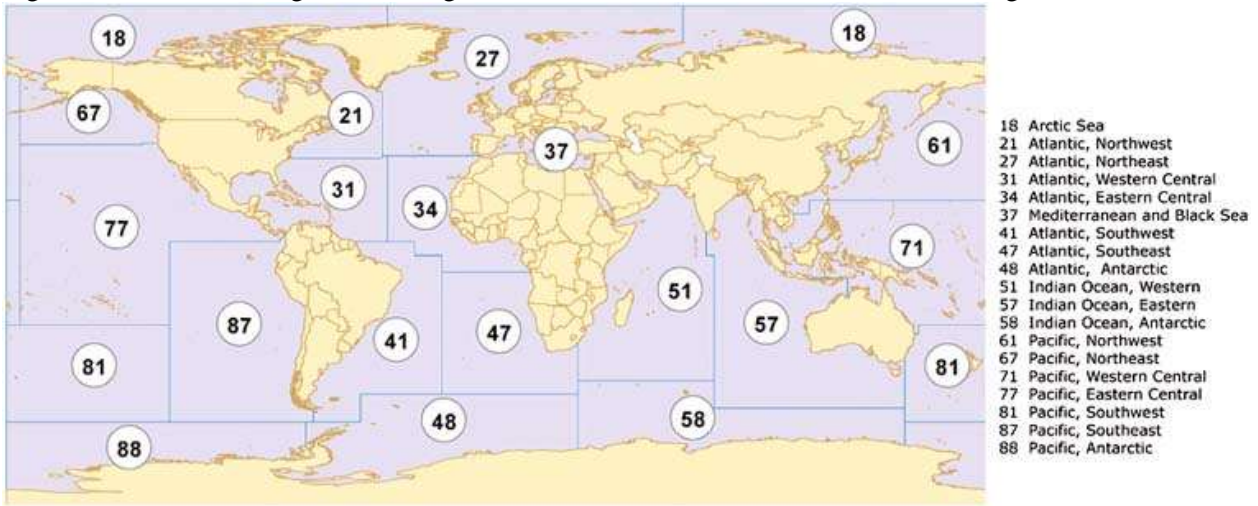 18
18
27
67
21
61
37
31
34
77
71
51
87
47
57
41
81
81
48
58
88
18 Arctic Sea
21 Atlantic, Northwest
27 Atlantic, Northeast
31 Atlantic, Western Central
34 Atlantic, Eastern Central
37 Mediterranean and Black Sea
41 Atlantic, Southwest
47 Atlantic, Southeast
48 Atlantic, Antarctic
51 Indian Ocean, Western
57 Indian Ocean, Eastern
58 Indian Ocean, Antarctic
61 Pacific, Northwest
67 Pacific, Northeast
71 Pacific, Western Central
77 Pacific, Eastern Central
81 Pacific, Southwest
87 Pacific, Southeast
88 Pacific, Antarctic